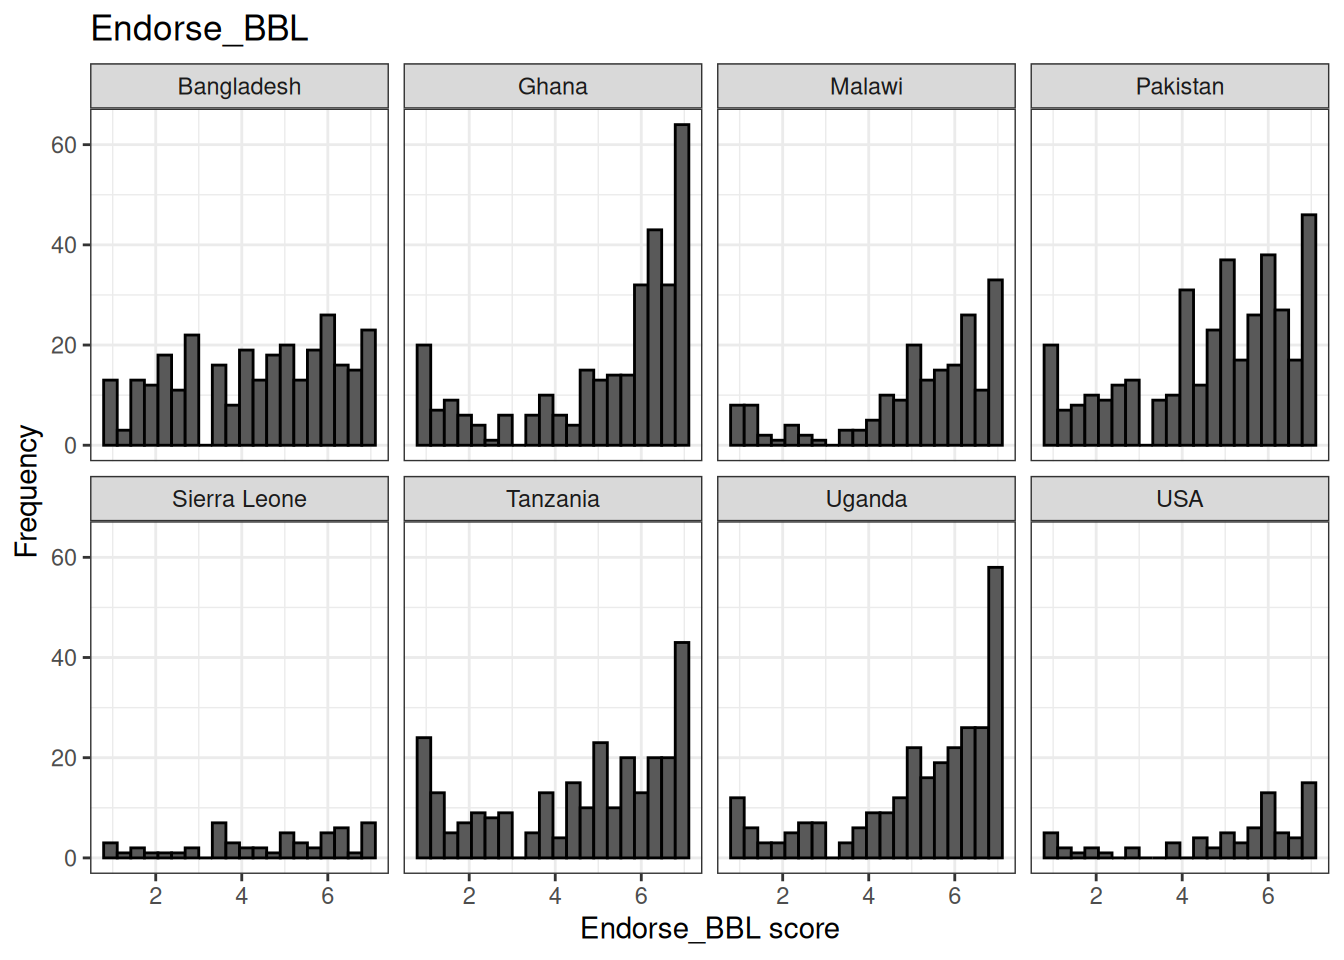 Endorse_BBL
Bangladesh Ghana Malawi Pakistan
60
40
20
0
Sierra Leone Tanzania Uganda USA
60
40
20
0
2 4 6 2 4 6 2 4 6 2 4 6
Endorse_BBL score
Frequency